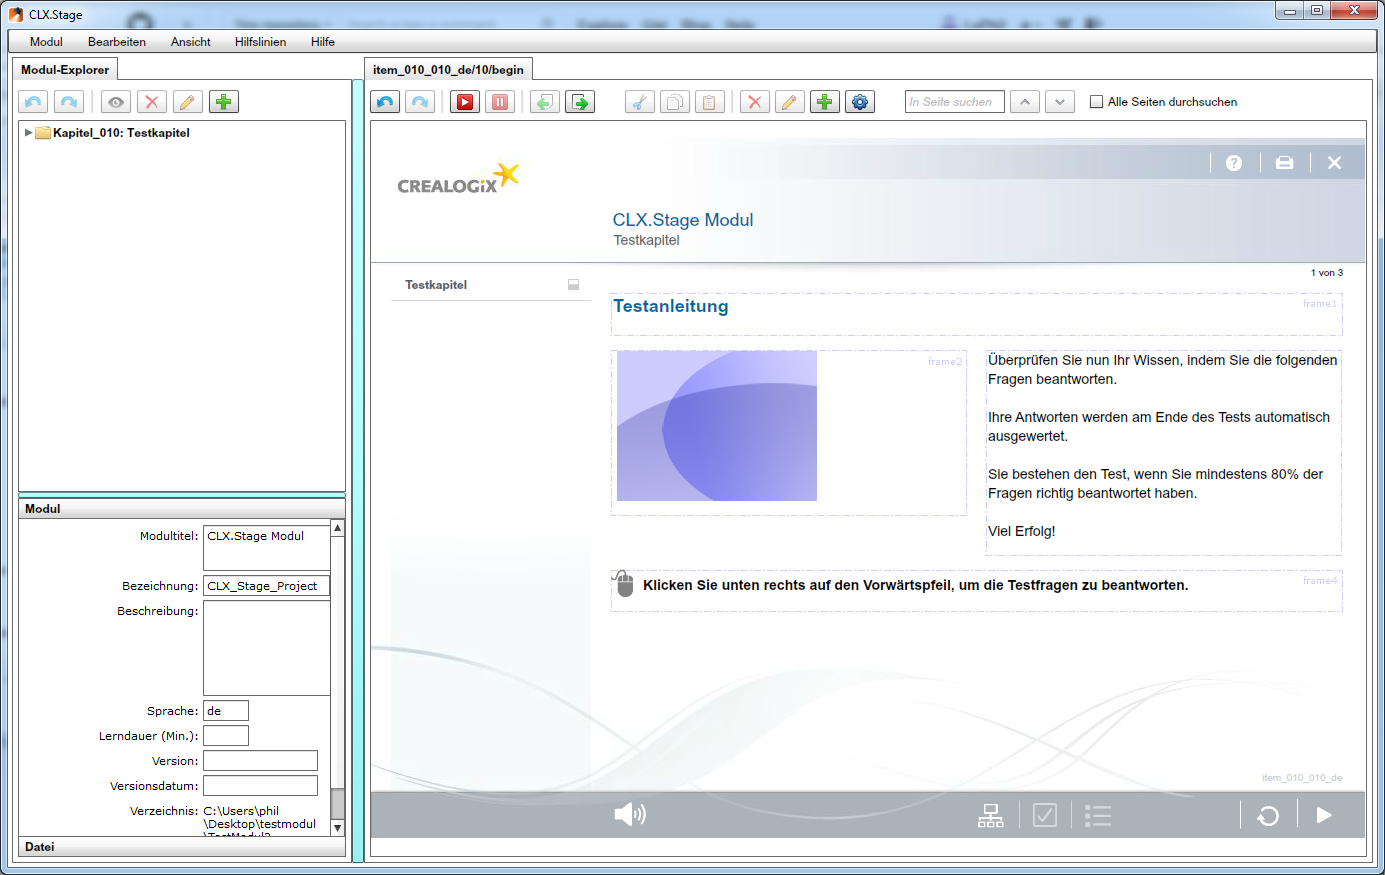 CLX.Stage
Modul Bearbeiten Ansicht Hilfslinien Hilfe
Modul-Explorer
item_010_010_de/10/begin
In Seite suchen
Alle Seiten durchsuchen
Kapitel_010: Testkapitel
CREALOGIX
CLX.Stage Modul
Testkapitel
1 von 3
Testkapitel
Testanleitung
frame1
frame2
Überprüfen Sie nun Ihr Wissen, indem Sie die folgenden
Fragen beantworten.
Ihre Antworten werden am Ende des Tests automatisch
ausgewertet.
Sie bestehen den Test, wenn Sie mindestens 80% der
Fragen richtig beantwortet haben.
Viel Erfolg!
Klicken Sie unten rechts auf den Vorwärtspfeil, um die Testfragen zu beantworten.
frame4
item_010_010_de
Modul
Modultitel: CLX.Stage Modul
Bezeichnung: CLX_Stage_Project
Beschreibung:
Sprache: de
Lerndauer (Min.):
Version:
Versionsdatum:
Verzeichnis: C:\Users\phil
\Desktop\testmodul
\TestModul2
Datei